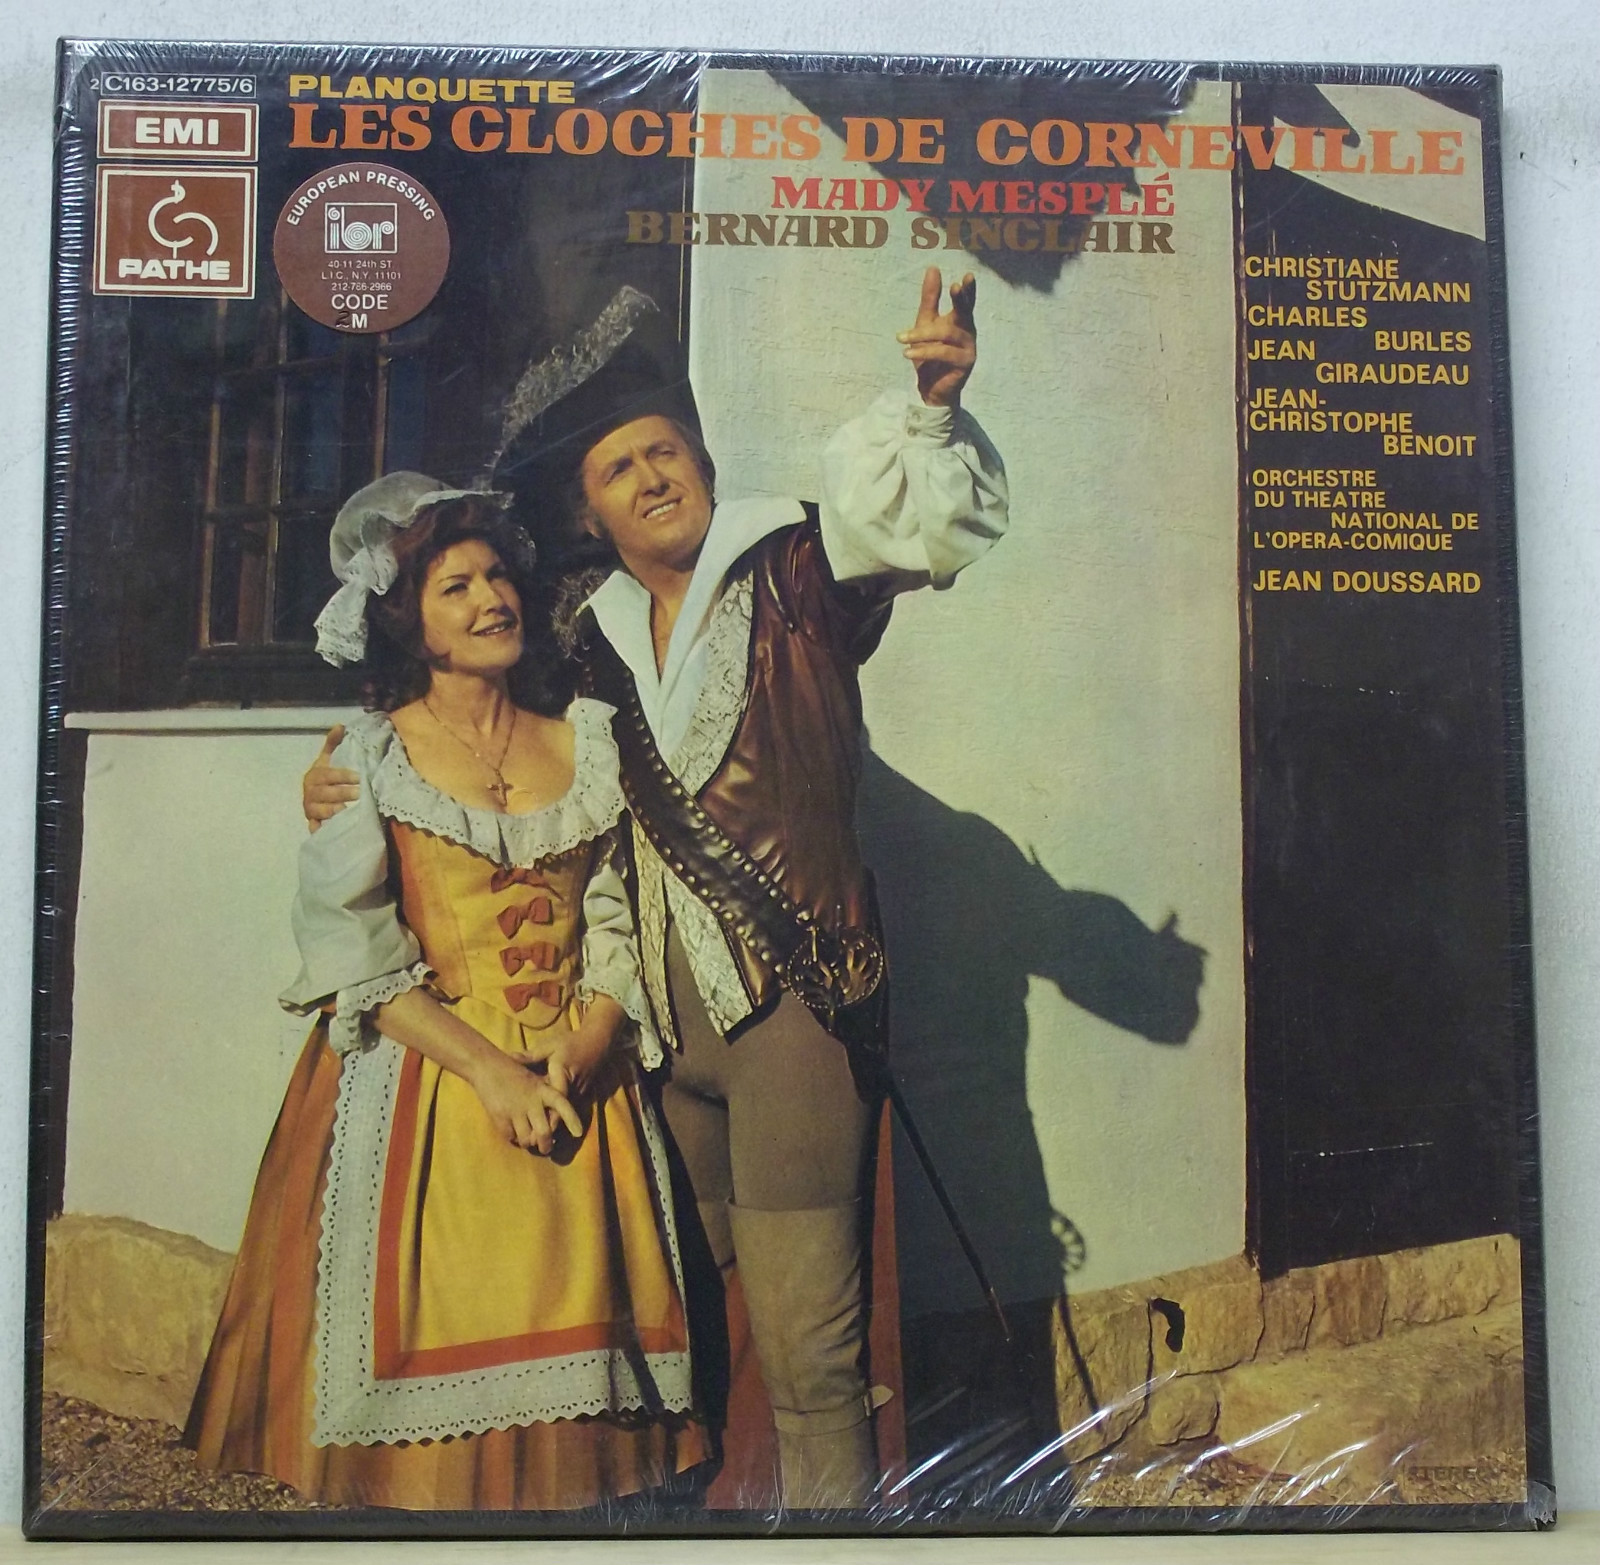 2 C163-12775/6
EMI
PATHE
PLANQUETTE
LES CLOCHES DE CORNEVILLE
MADY MESPLÉ
BERNARD SINCLAIR
EUROPEAN PRESSING
ibr
40-11 24th ST
L.I.C., N.Y. 11101
212-786-2966
CODE
2M
CHRISTIANE
STUTZMANN
CHARLES
BURLES
JEAN
GIRAUDEAU
JEAN-
CHRISTOPHE
BENOIT
ORCHESTRE
DU THEATRE
NATIONAL DE
L'OPERA-COMIQUE
JEAN DOUSSARD
STEREO